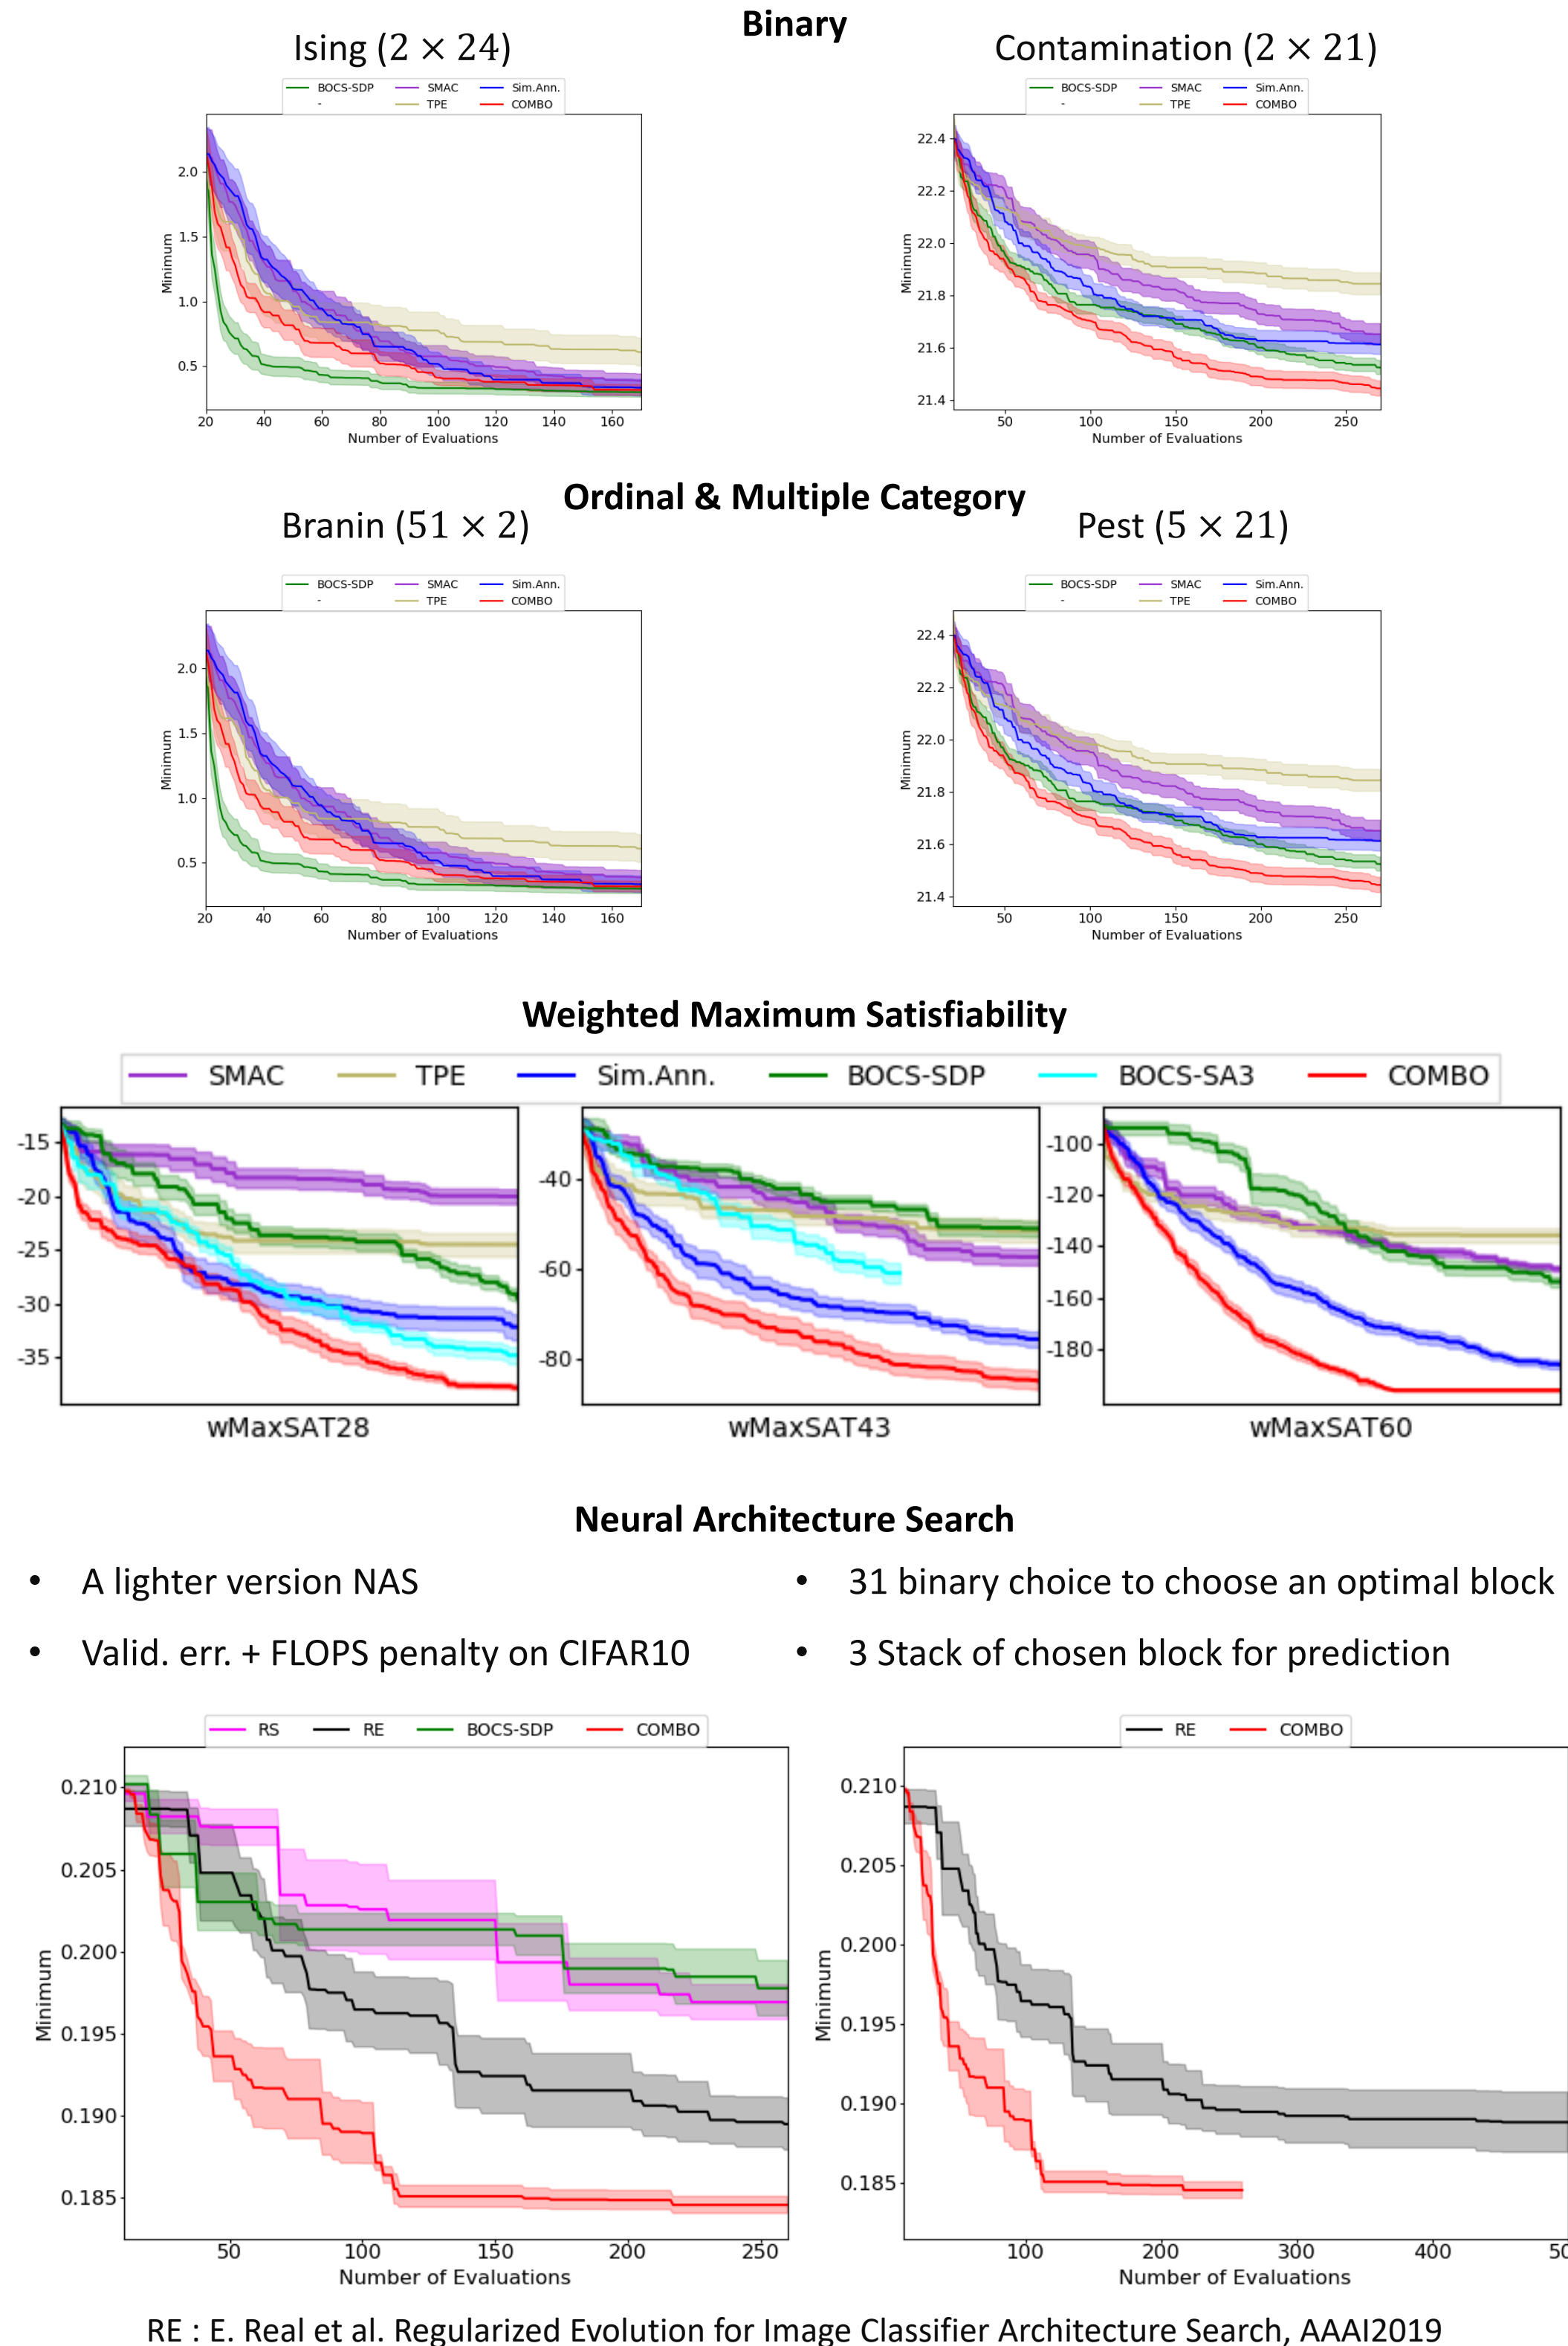 Binary
Ising (2 × 24)
Contamination (2 × 21)
BOCS-SDP SMAC Sim.Ann.
- TPE COMBO
BOCS-SDP SMAC Sim.Ann.
- TPE COMBO
Minimum
2.0
1.5
1.0
0.5
20 40 60 80 100 120 140 160
Number of Evaluations
Minimum
22.4
22.2
22.0
21.8
21.6
21.4
50 100 150 200 250
Number of Evaluations
Ordinal & Multiple Category
Branin (51 × 2)
Pest (5 × 21)
BOCS-SDP SMAC Sim.Ann.
- TPE COMBO
BOCS-SDP SMAC Sim.Ann.
- TPE COMBO
Minimum
2.0
1.5
1.0
0.5
20 40 60 80 100 120 140 160
Number of Evaluations
Minimum
22.4
22.2
22.0
21.8
21.6
21.4
50 100 150 200 250
Number of Evaluations
Weighted Maximum Satisfiability
SMAC TPE Sim.Ann. BOCS-SDP BOCS-SA3 COMBO
-15
-20
-25
-30
-35
wMaxSAT28
-40
-60
-80
wMaxSAT43
-100
-120
-140
-160
-180
wMaxSAT60
Neural Architecture Search
• A lighter version NAS
• Valid. err. + FLOPS penalty on CIFAR10
• 31 binary choice to choose an optimal block
• 3 Stack of chosen block for prediction
RS RE BOCS-SDP COMBO
Minimum
0.210
0.205
0.200
0.195
0.190
0.185
50 100 150 200 250
Number of Evaluations
RE COMBO
Minimum
0.210
0.205
0.200
0.195
0.190
0.185
100 200 300 400 50
Number of Evaluations
RE : E. Real et al. Regularized Evolution for Image Classifier Architecture Search, AAAI2019